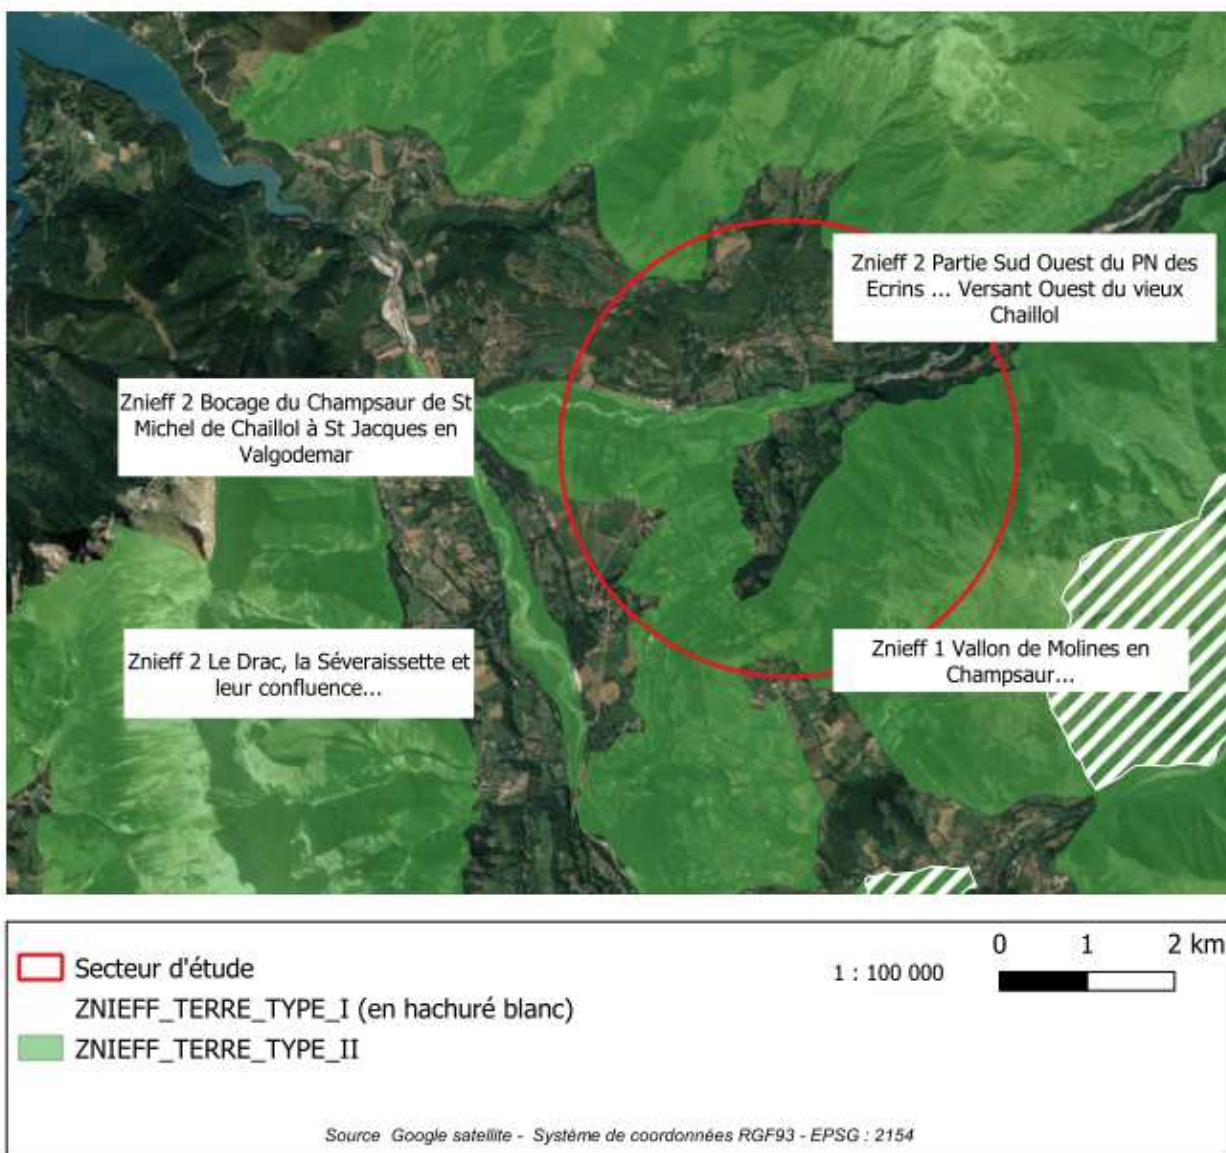 Znieff 2 Partie Sud Ouest du PN des
Ecrins ... Versant Ouest du vieux
Chaillol
Znieff 2 Bocage du Champsaur de St
Michel de Chaillol à St Jacques en
Valgodemar
Znieff 2 Le Drac, la Séveraissette et
leur confluence...
Znieff 1 Vallon de Molines en
Champsaur...
Secteur d'étude
ZNIEFF_TERRE_TYPE_I (en hachuré blanc)
ZNIEFF_TERRE_TYPE_II
1 : 100 000
0 1 2 km
Source Google satellite - Système de coordonnées RGF93 - EPSG : 2154